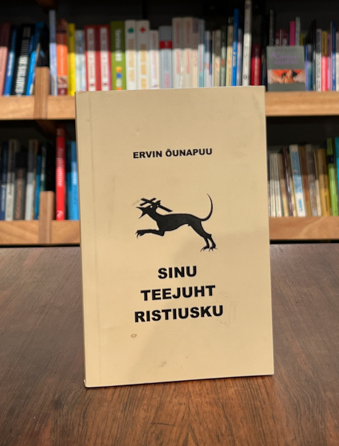 ERVIN ÕUNAPUU
SINU
TEEJUHT
RISTIUSKU